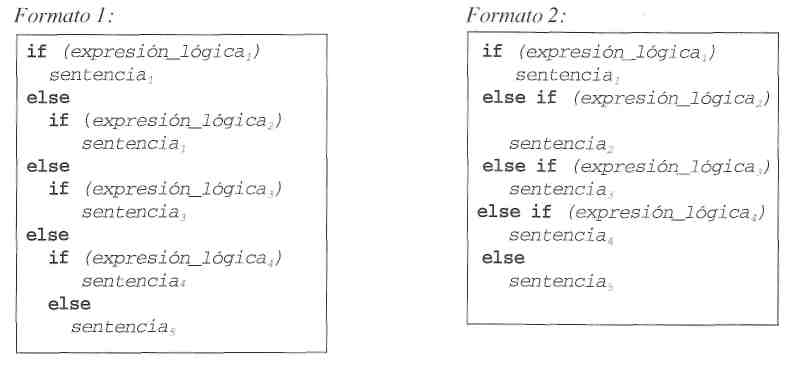 Formato 1:
if (expresión_lógica₁)
sentencia₁
else
if (expresión_lógica₂)
sentencia₁
else
if (expresión_lógica₃)
sentencia₃
else
if (expresión_lógica₄)
sentencia₄
else
sentencia₅
Formato 2:
if (expresión_lógica₁)
sentencia₁
else if (expresión_lógica₂)
sentencia₂
else if (expresión_lógica₃)
sentencia₃
else if (expresión_lógica₄)
sentencia₄
else
sentencia₅